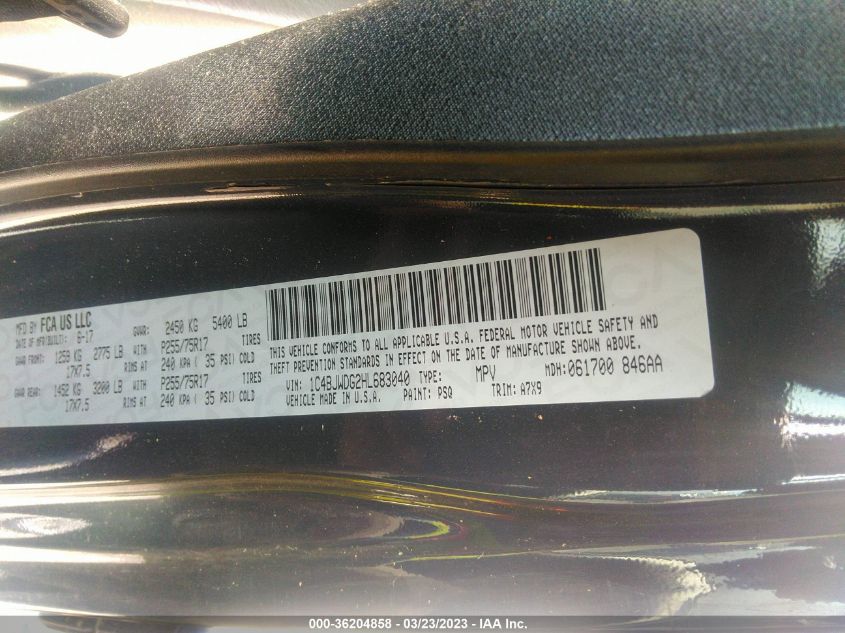 MFD BY FCA US LLC
DATE OF MFR(BUILT): 6-17 GVWR: 2450 KG 5400 LB
GAWR FRONT: 1259 KG 2775 LB WITH P255/75R17 TIRES
17X7.5 RIMS AT 240 KPA ( 35 PSI) COLD
GAWR REAR: 1452 KG 3200 LB WITH P255/75R17 TIRES
17X7.5 RIMS AT 240 KPA ( 35 PSI) COLD
THIS VEHICLE CONFORMS TO ALL APPLICABLE U.S.A. FEDERAL MOTOR VEHICLE SAFETY AND
THEFT PREVENTION STANDARDS IN EFFECT ON THE DATE OF MANUFACTURE SHOWN ABOVE.
VIN: 1C4BJWDG2HL683040 TYPE: MPV MDH: 061700 846AA
VEHICLE MADE IN U.S.A. PAINT: PSQ TRIM: A7X9
000-36204858 - 03/23/2023 - IAA Inc.